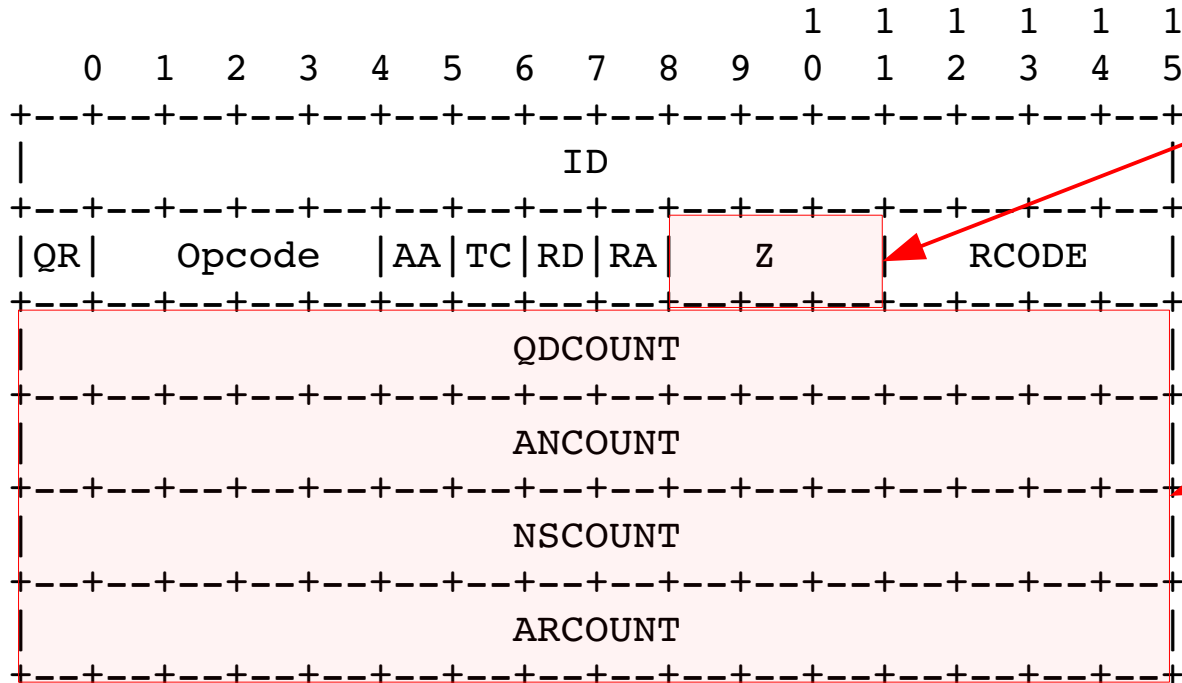 1 1 1 1 1 1
0 1 2 3 4 5 6 7 8 9 0 1 2 3 4 5
+--+--+--+--+--+--+--+--+--+--+--+--+--+--+--+--+
| ID |
+--+--+--+--+--+--+--+--+--+--+--+--+--+--+--+--+
|QR| Opcode |AA|TC|RD|RA| Z | RCODE |
+--+--+--+--+--+--+--+--+--+--+--+--+--+--+--+--+
| QDCOUNT |
+--+--+--+--+--+--+--+--+--+--+--+--+--+--+--+--+
| ANCOUNT |
+--+--+--+--+--+--+--+--+--+--+--+--+--+--+--+--+
| NSCOUNT |
+--+--+--+--+--+--+--+--+--+--+--+--+--+--+--+--+
| ARCOUNT |
+--+--+--+--+--+--+--+--+--+--+--+--+--+--+--+--+